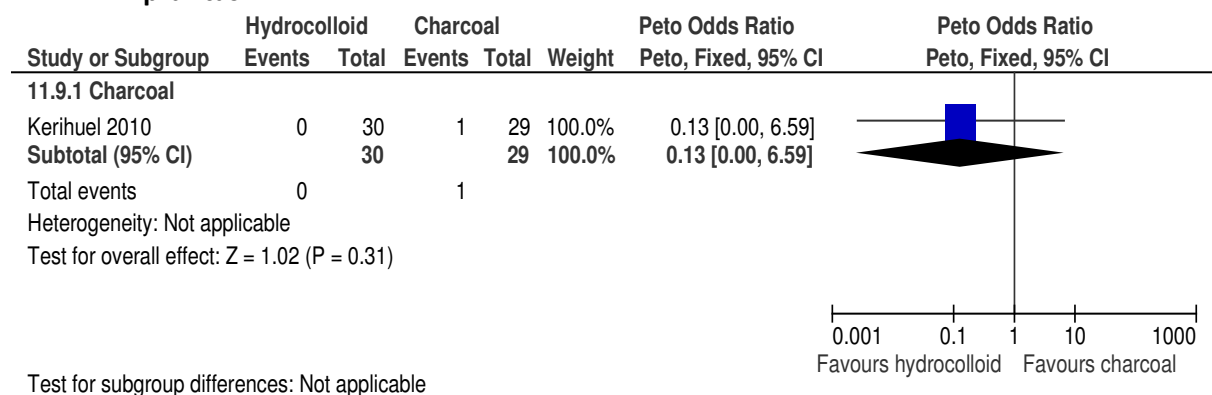 Hydrocolloid Charcoal Peto Odds Ratio Peto Odds Ratio
Study or Subgroup Events Total Events Total Weight Peto, Fixed, 95% CI Peto, Fixed, 95% CI
11.9.1 Charcoal
Kerihuel 2010 0 30 1 29 100.0% 0.13 [0.00, 6.59]
Subtotal (95% CI) 30 29 100.0% 0.13 [0.00, 6.59]
Total events 0 1
Heterogeneity: Not applicable
Test for overall effect: Z = 1.02 (P = 0.31)
0.001 0.1 1 10 1000
Favours hydrocolloid Favours charcoal
Test for subgroup differences: Not applicable